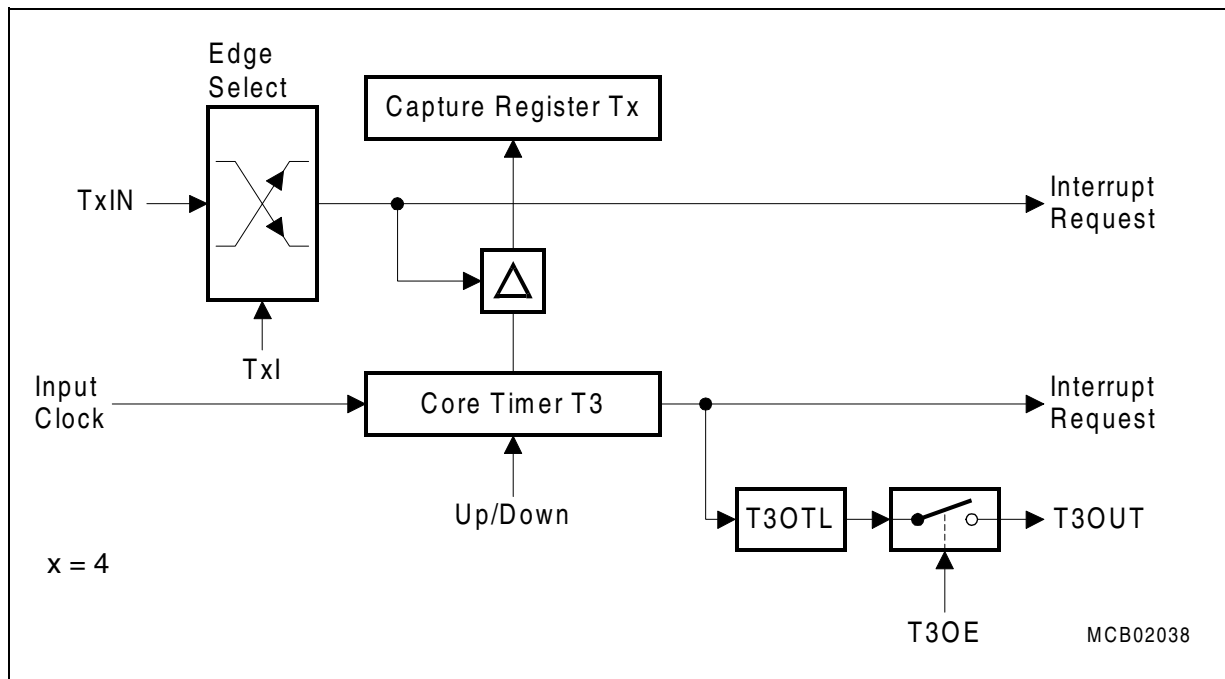 Edge
Select
Capture Register Tx
TxIN
Interrupt
Request
TxI
Input
Clock
Core Timer T3
Interrupt
Request
Up/Down
T3OTL
T3OUT
x = 4
T3OE
MCB02038